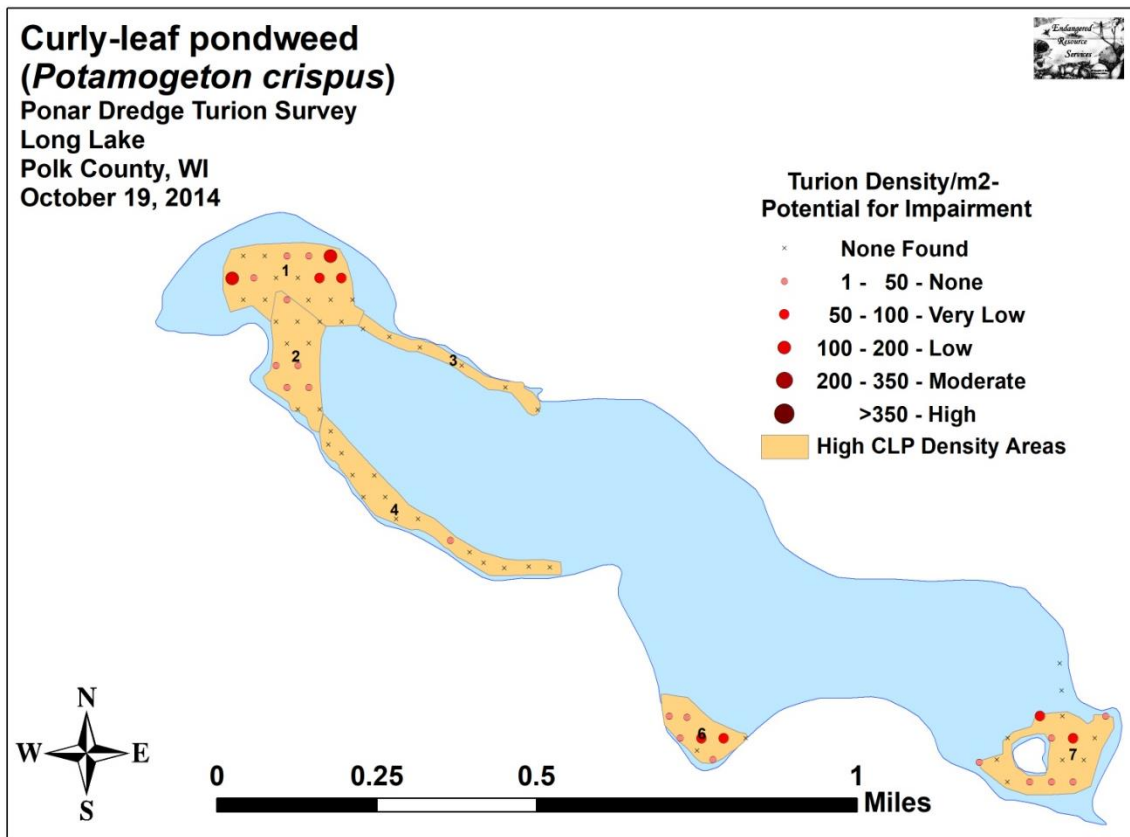 Curly-leaf pondweed
(Potamogeton crispus)
Ponar Dredge Turion Survey
Long Lake
Polk County, WI
October 19, 2014
Endangered
Resource
Services
Turion Density/m2-
Potential for Impairment
None Found
1 - 50 - None
50 - 100 - Very Low
100 - 200 - Low
200 - 350 - Moderate
>350 - High
High CLP Density Areas
1
2
3
4
6
7
N
W E
S
0 0.25 0.5 1
Miles